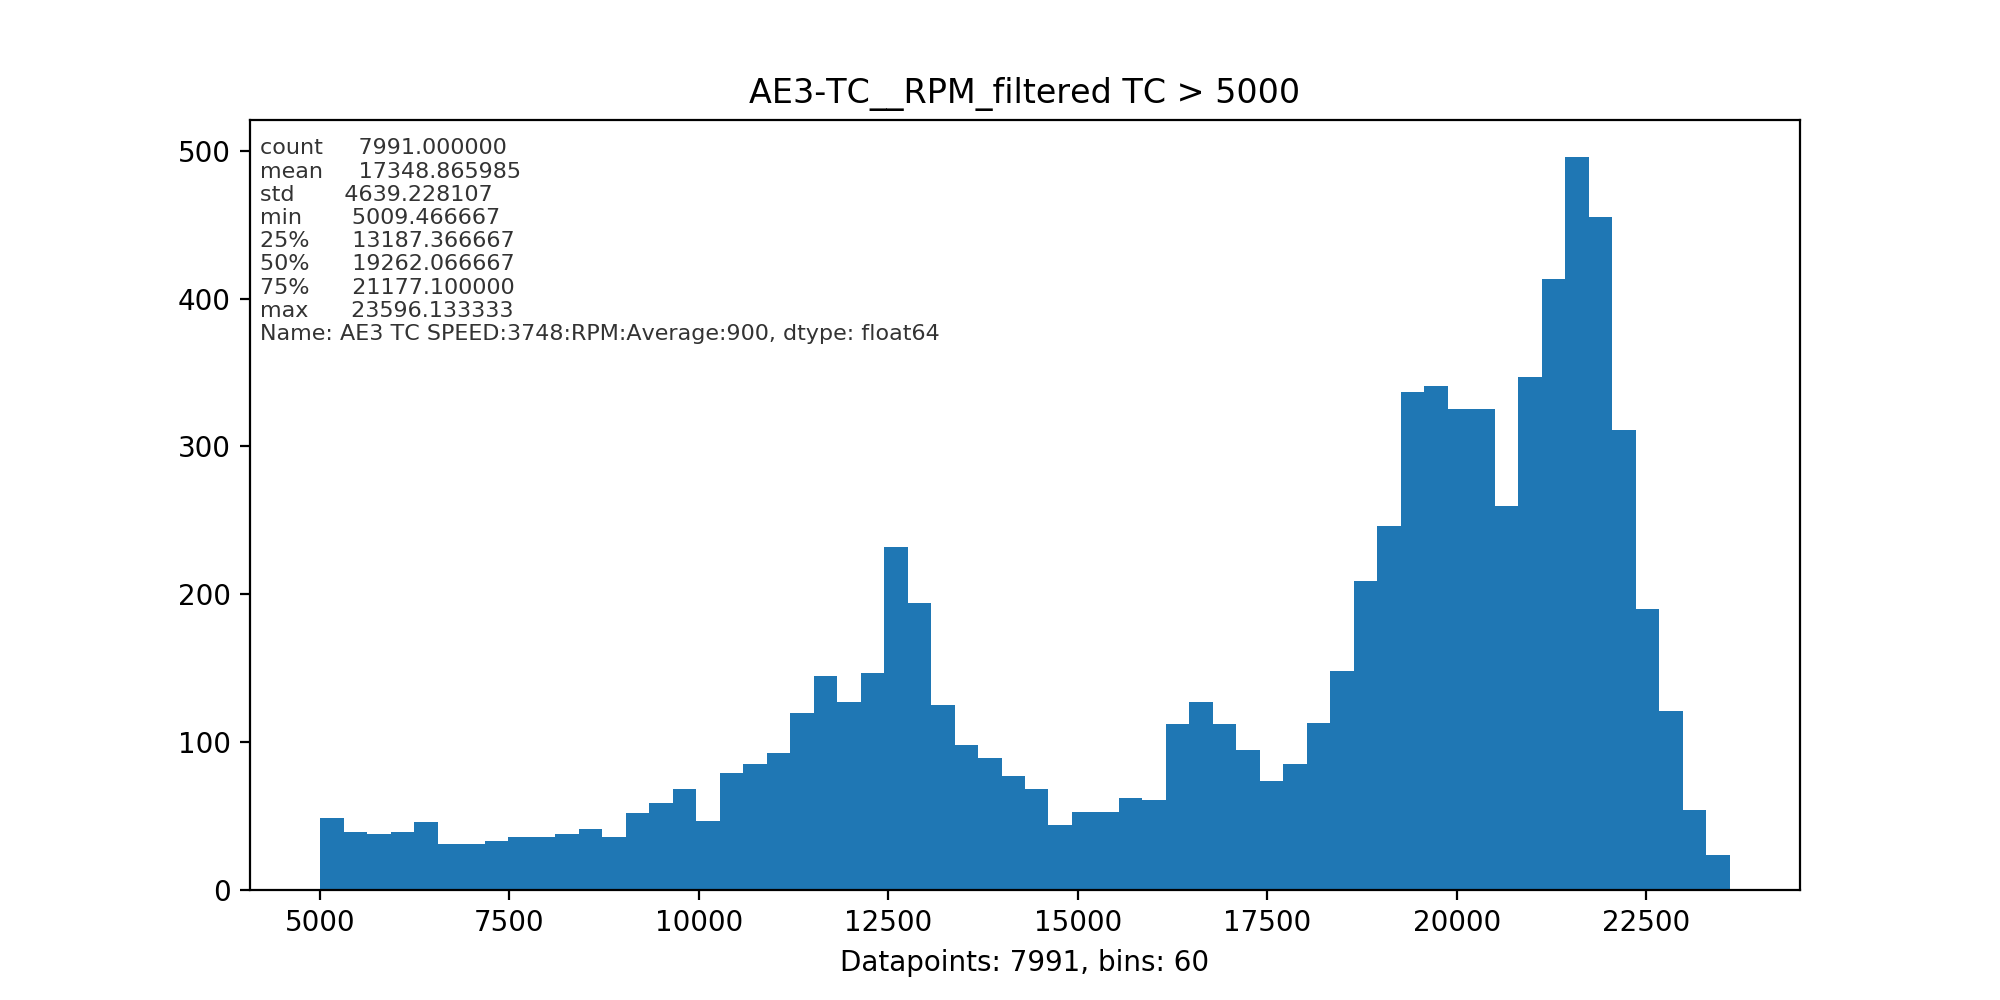 AE3-TC__RPM_filtered TC > 5000
count 7991.000000
mean 17348.865985
std 4639.228107
min 5009.466667
25% 13187.366667
50% 19262.066667
75% 21177.100000
max 23596.133333
Name: AE3 TC SPEED:3748:RPM:Average:900, dtype: float64
500
400
300
200
100
0
5000 7500 10000 12500 15000 17500 20000 22500
Datapoints: 7991, bins: 60